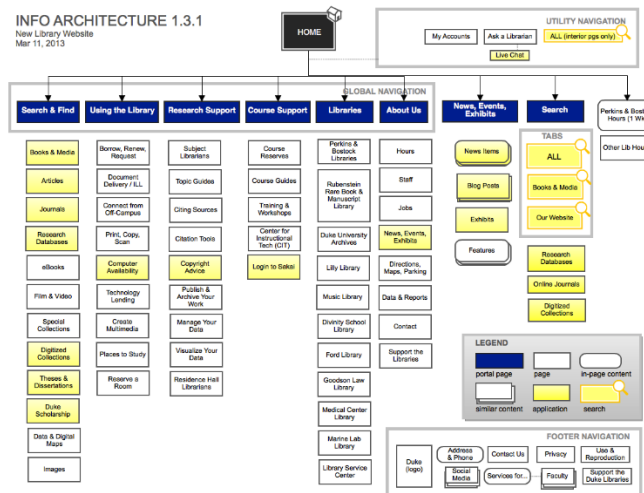 INFO ARCHITECTURE 1.3.1
New Library Website
Mar 11, 2013
HOME
UTILITY NAVIGATION
My Accounts
Ask a Librarian
ALL (interior pgs only)
Live Chat
GLOBAL NAVIGATION
Search & Find
Using the Library
Research Support
Course Support
Libraries
About Us
News, Events,
Exhibits
Search
Perkins & Bost
Hours (1 Wk
Other Lib Hou
Books & Media
Articles
Journals
Research
Databases
eBooks
Film & Video
Special
Collections
Digitized
Collections
Theses &
Dissertations
Duke
Scholarship
Data & Digital
Maps
Images
Borrow, Renew,
Request
Document
Delivery / ILL
Connect from
Off-Campus
Print, Copy,
Scan
Computer
Availability
Technology
Lending
Create
Multimedia
Places to Study
Reserve a
Room
Subject
Librarians
Topic Guides
Citing Sources
Citation Tools
Copyright
Advice
Publish &
Archive Your
Work
Manage Your
Data
Visualize Your
Data
Residence Hall
Librarians
Course
Reserves
Course Guides
Training &
Workshops
Center for
Instructional
Tech (CIT)
Login to Sakai
Perkins &
Bostock
Libraries
Rubenstein
Rare Book &
Manuscript
Library
Duke University
Archives
Lilly Library
Music Library
Divinity School
Library
Ford Library
Goodson Law
Library
Medical Center
Library
Marine Lab
Library
Library Service
Center
Hours
Staff
Jobs
News, Events,
Exhibits
Directions,
Maps, Parking
Data & Reports
Contact
Support the
Libraries
News Items
Blog Posts
Exhibits
Features
TABS
ALL
Books & Media
Our Website
Research
Databases
Online Journals
Digitized
Collections
LEGEND
portal page
page
in-page content
similar content
application
search
FOOTER NAVIGATION
Duke
(logo)
Address
& Phone
Contact Us
Privacy
Use &
Reproduction
Social
Media
Services for...
Faculty
Support the
Duke Libraries